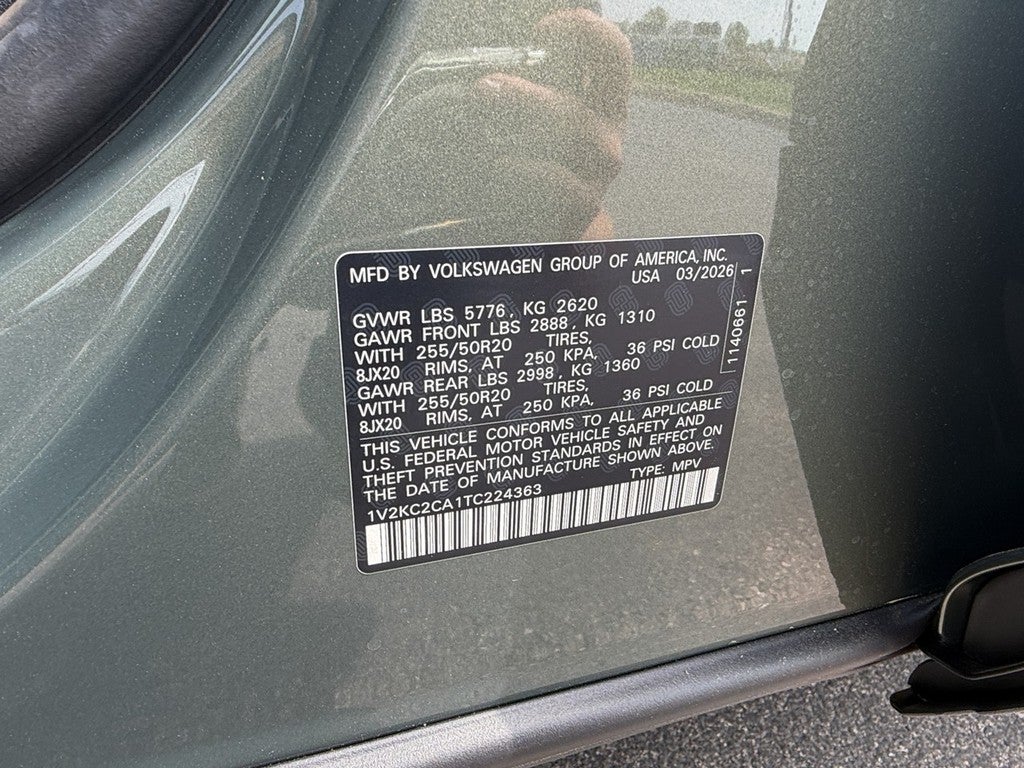 MFD BY VOLKSWAGEN GROUP OF AMERICA, INC.
USA 03/2026
GVWR LBS 5776, KG 2620
GAWR FRONT LBS 2888, KG 1310
WITH 255/50R20 TIRES,
8JX20 RIMS, AT 250 KPA, 36 PSI COLD
GAWR REAR LBS 2998, KG 1360
WITH 255/50R20 TIRES,
8JX20 RIMS, AT 250 KPA, 36 PSI COLD
THIS VEHICLE CONFORMS TO ALL APPLICABLE
U.S. FEDERAL MOTOR VEHICLE SAFETY AND
THEFT PREVENTION STANDARDS IN EFFECT ON
THE DATE OF MANUFACTURE SHOWN ABOVE.
TYPE: MPV
1V2KC2CA1TC224363
1140661 1